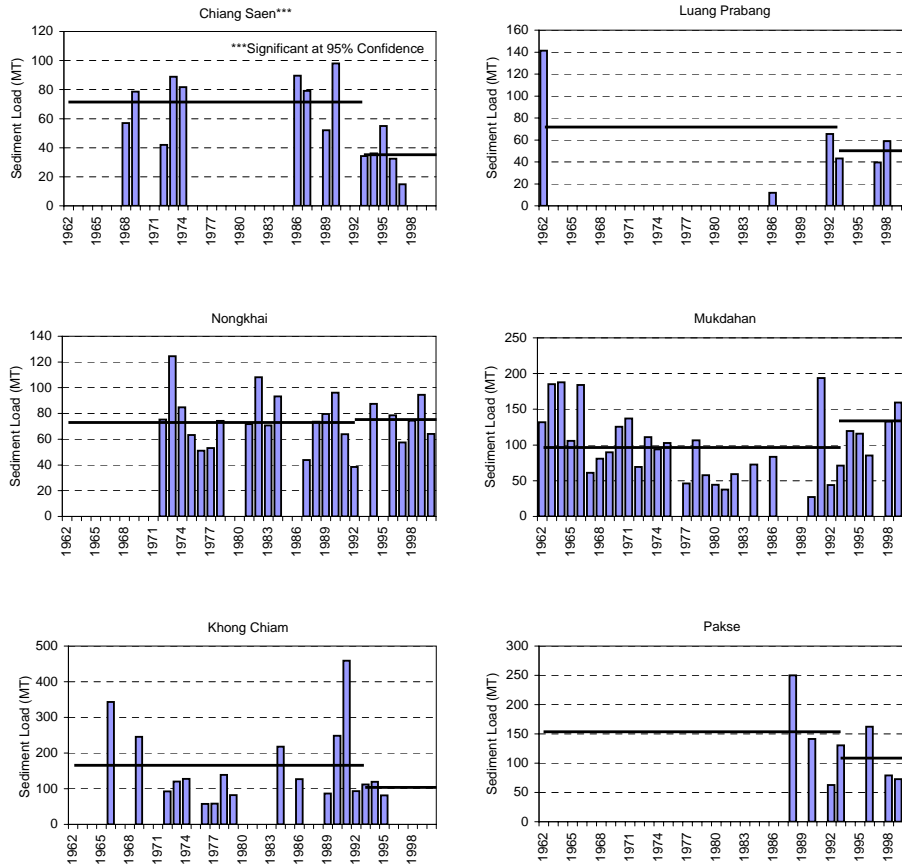 Chiang Saen***
***Significant at 95% Confidence
Sediment Load (MT)
120
100
80
60
40
20
0
1962 1965 1968 1971 1974 1977 1980 1983 1986 1989 1992 1995 1998
Luang Prabang
Sediment Load (MT)
160
140
120
100
80
60
40
20
0
1962 1965 1968 1971 1974 1977 1980 1983 1986 1989 1992 1995 1998
Nongkhai
Sediment Load (MT)
140
120
100
80
60
40
20
0
1962 1965 1968 1971 1974 1977 1980 1983 1986 1989 1992 1995 1998
Mukdahan
Sediment Load (MT)
250
200
150
100
50
0
1962 1965 1968 1971 1974 1977 1980 1983 1986 1989 1992 1995 1998
Khong Chiam
Sediment Load (MT)
500
400
300
200
100
0
1962 1965 1968 1971 1974 1977 1980 1983 1986 1989 1992 1995 1998
Pakse
Sediment Load (MT)
300
250
200
150
100
50
0
1962 1965 1968 1971 1974 1977 1980 1983 1986 1989 1992 1995 1998